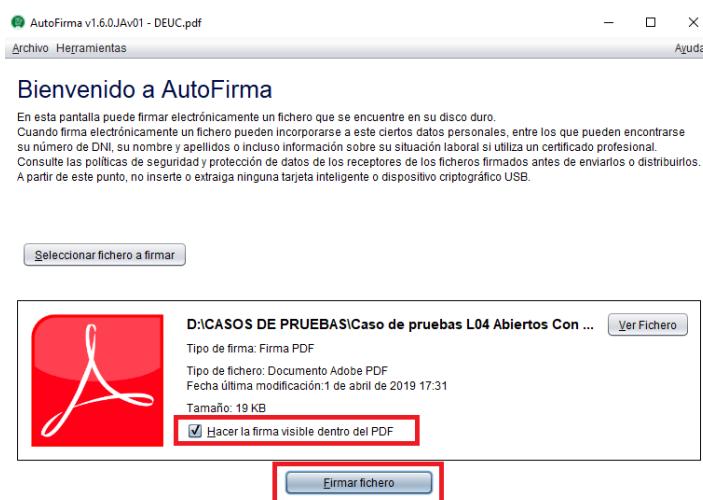 AutoFirma v1.6.0.JAv01 - DEUC.pdf
Archivo Herramientas Ayuda
Bienvenido a AutoFirma
En esta pantalla puede firmar electrónicamente un fichero que se encuentre en su disco duro.
Cuando firma electrónicamente un fichero pueden incorporarse a este ciertos datos personales, entre los que pueden encontrarse
su número de DNI, su nombre y apellidos o incluso información sobre su situación laboral si utiliza un certificado profesional.
Consulte las políticas de seguridad y protección de datos de los receptores de los ficheros firmados antes de enviarlos o distribuirlos.
A partir de este punto, no inserte o extraiga ninguna tarjeta inteligente o dispositivo criptográfico USB.
Seleccionar fichero a firmar
D:\CASOS DE PRUEBAS\Caso de pruebas L04 Abiertos Con ... Ver Fichero
Tipo de firma: Firma PDF
Tipo de fichero: Documento Adobe PDF
Fecha última modificación:1 de abril de 2019 17:31
Tamaño: 19 KB
Hacer la firma visible dentro del PDF
Firmar fichero